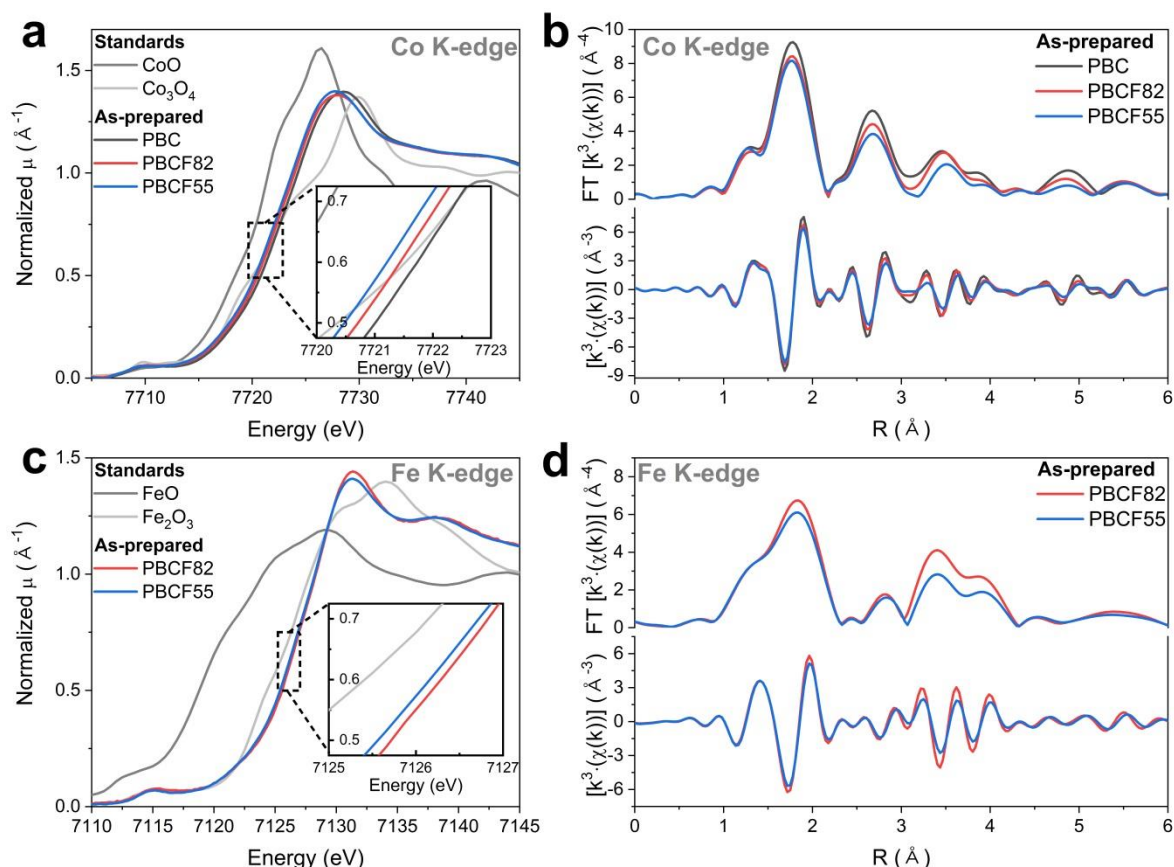 a
Co K-edge
Standards
CoO
Co3O4
As-prepared
PBC
PBCF82
PBCF55
Normalized μ ( Å-1)
1.5
1.0
0.5
0.0
7710
7720
7730
7740
Energy (eV)
0.7
0.6
0.5
7720
7721
7722
7723
Energy (eV)
b
Co K-edge
As-prepared
PBC
PBCF82
PBCF55
FT [k3·(χ(k))] ( Å-4)
10
8
6
4
2
0
[k3·(χ(k))] ( Å-3)
6
3
0
-3
-6
-9
0
1
2
3
4
5
6
R ( Å )
c
Fe K-edge
Standards
FeO
Fe2O3
As-prepared
PBCF82
PBCF55
Normalized μ ( Å-1)
1.5
1.0
0.5
0.0
7110
7115
7120
7125
7130
7135
7140
7145
Energy (eV)
0.7
0.6
0.5
7125
7126
7127
Energy (eV)
d
Fe K-edge
As-prepared
PBCF82
PBCF55
FT [k3·(χ(k))] ( Å-4)
8
6
4
2
0
[k3·(χ(k))] ( Å-3)
6
3
0
-3
-6
0
1
2
3
4
5
6
R ( Å )